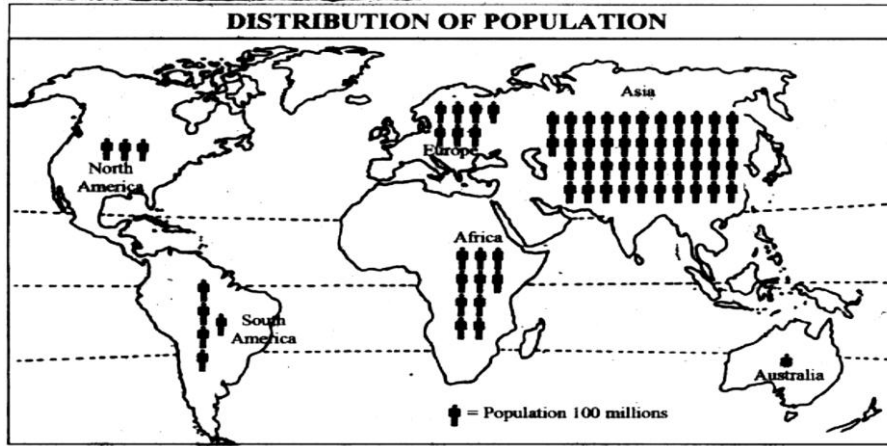 DISTRIBUTION OF POPULATION
Asia
Europe
North
America
Africa
South
America
Australia
= Population 100 millions